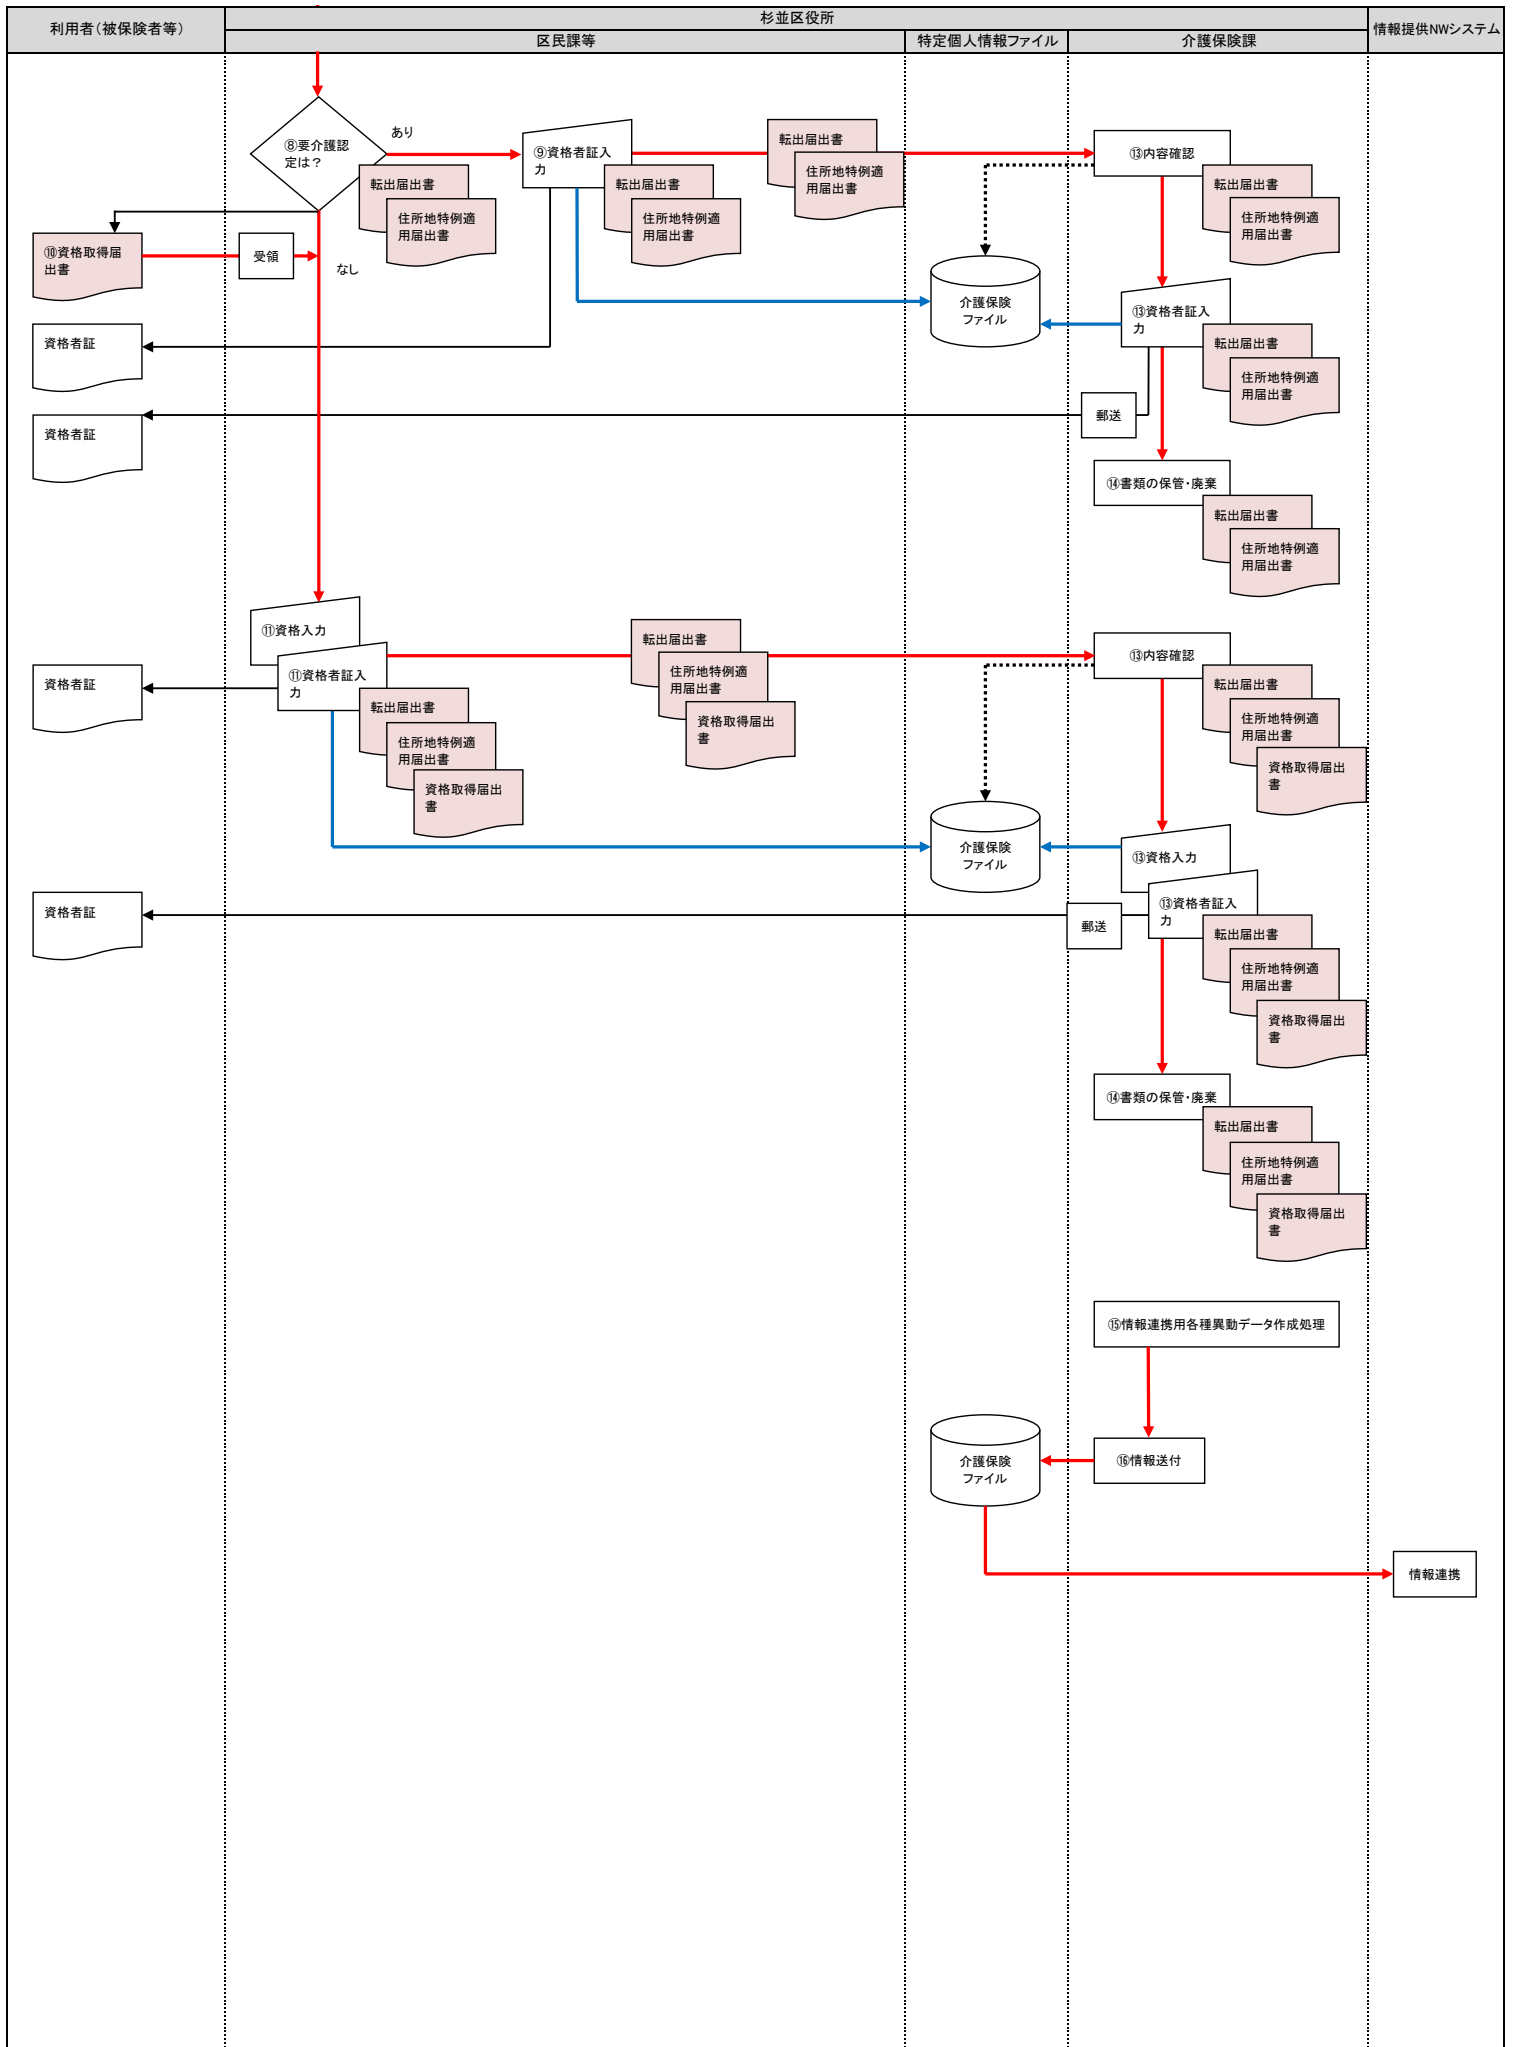 利用者（被保険者等）
杉並区役所
情報提供NWシステム
区民課等
特定個人情報ファイル
介護保険課
⑧要介護認
定は？
あり
転出届出書
住所地特例適
用届出書
⑨資格者証入
力
転出届出書
住所地特例適
用届出書
転出届出書
住所地特例適
用届出書
⑬内容確認
転出届出書
住所地特例適
用届出書
⑩資格取得届
出書
受領
なし
介護保険
ファイル
⑬資格者証入
力
転出届出書
住所地特例適
用届出書
資格者証
資格者証
郵送
⑭書類の保管・廃棄
転出届出書
住所地特例適
用届出書
⑪資格入力
⑪資格者証入
力
転出届出書
住所地特例適
用届出書
資格取得届出
書
転出届出書
住所地特例適
用届出書
資格取得届出
書
⑬内容確認
転出届出書
住所地特例適
用届出書
資格取得届出
書
資格者証
介護保険
ファイル
⑬資格入力
⑬資格者証入
力
転出届出書
住所地特例適
用届出書
資格取得届出
書
資格者証
郵送
⑭書類の保管・廃棄
転出届出書
住所地特例適
用届出書
資格取得届出
書
⑮情報連携用各種異動データ作成処理
介護保険
ファイル
⑯情報送付
情報連携